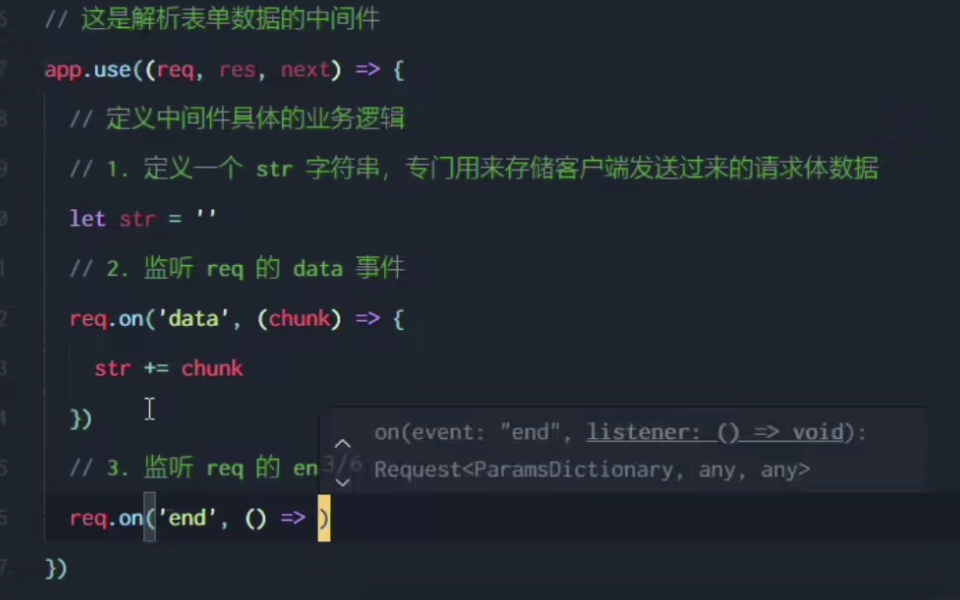 // 这是解析表单数据的中间件
app.use((req, res, next) => {
// 定义中间件具体的业务逻辑
// 1. 定义一个 str 字符串，专门用来存储客户端发送过来的请求体数据
let str = ''
// 2. 监听 req 的 data 事件
req.on('data', (chunk) => {
str += chunk
})
on(event: "end", listener: () => void):
3/6 Request<ParamsDictionary, any, any>
// 3. 监听 req 的 en
req.on('end', () => )
})